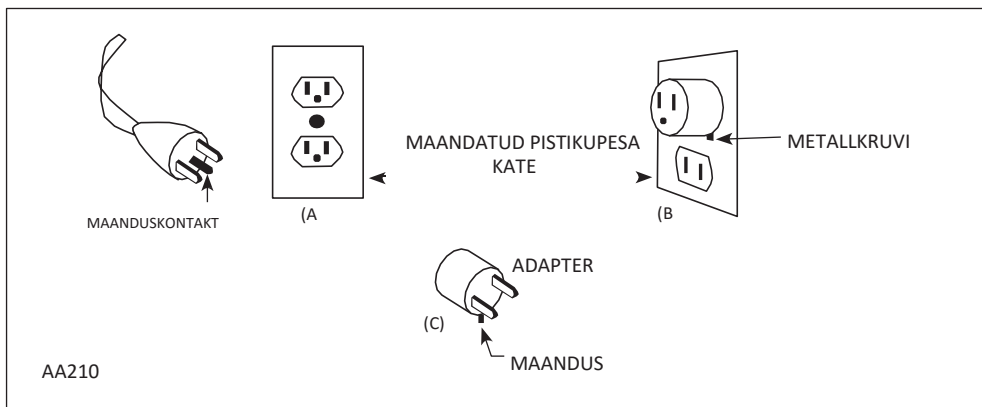 MAANDUSKONTAKT
(A
MAANDATUD PISTIKUPESA
KATE
METALLKRUVI
(B
ADAPTER
(C)
MAANDUS
AA210